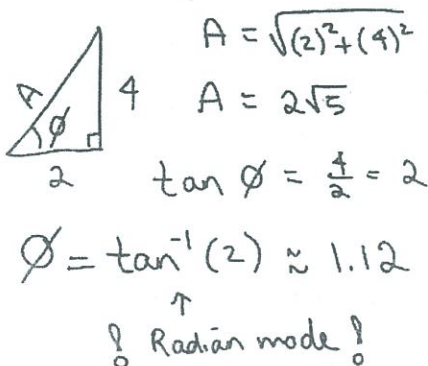 A = √(2)²+(4)²
A
4
φ
2
A = 2√5
tan φ = 4/2 = 2
φ = tan⁻¹(2) ≈ 1.12
↑
! Radian mode !